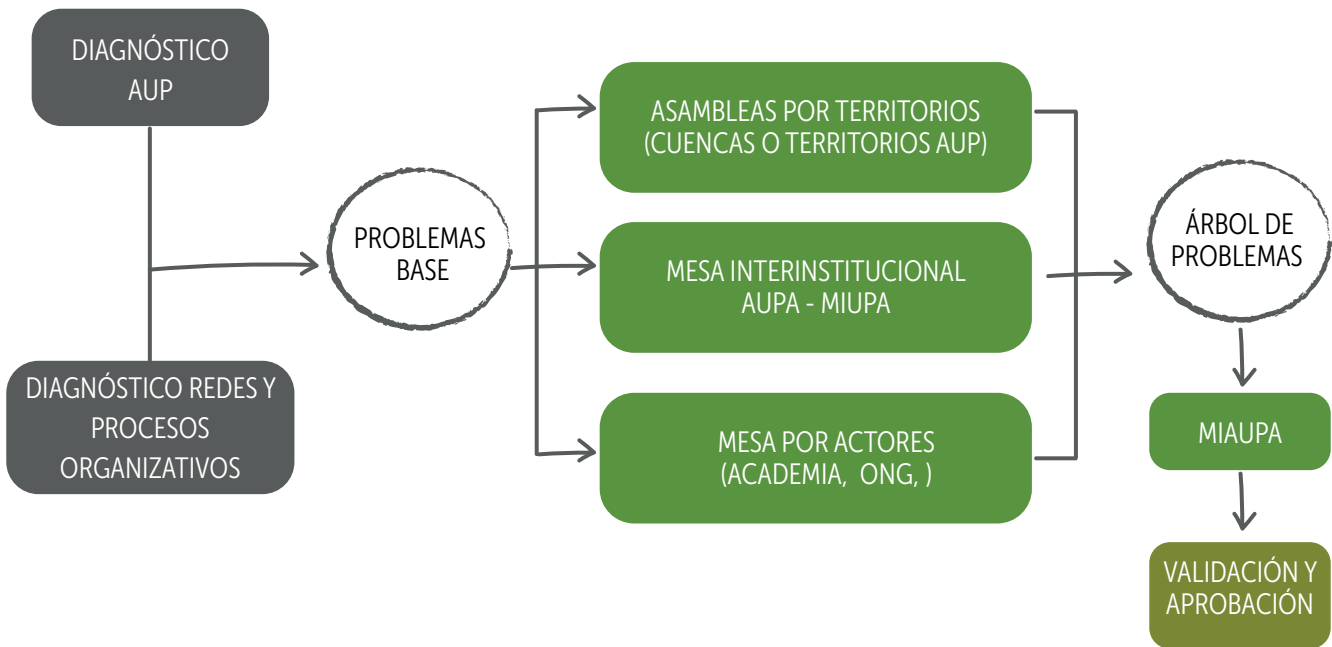 DIAGNÓSTICO
AUP
DIAGNÓSTICO REDES Y
PROCESOS
ORGANIZATIVOS
PROBLEMAS
BASE
ASAMBLEAS POR TERRITORIOS
(CUENCAS O TERRITORIOS AUP)
MESA INTERINSTITUCIONAL
AUPA - MIUPA
MESA POR ACTORES
(ACADEMIA, ONG, )
ÁRBOL DE
PROBLEMAS
MIAUPA
VALIDACIÓN Y
APROBACIÓN